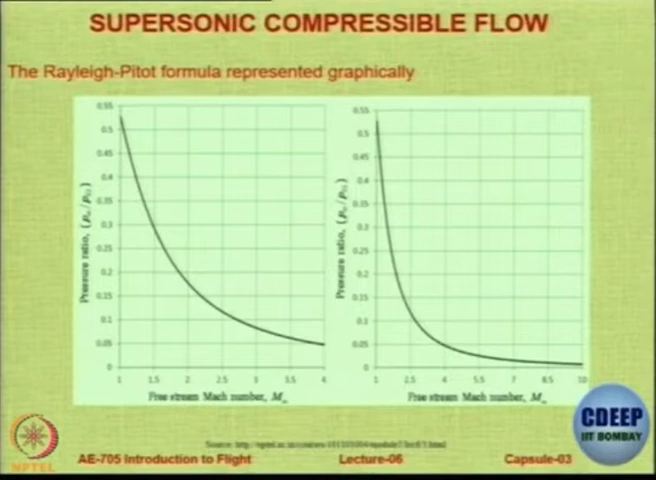 SUPERSONIC COMPRESSIBLE FLOW
The Rayleigh-Pitot formula represented graphically
0.55
0.5
0.45
0.4
0.35
0.3
0.25
0.2
0.15
0.1
0.05
0
Pressure ratio, (p∞/p02)
1 1.5 2 2.5 3 3.5 4
Free stream Mach number, M∞
0.55
0.5
0.45
0.4
0.35
0.3
0.25
0.2
0.15
0.1
0.05
0
Pressure ratio, (p∞/p02)
1 2.5 4 5.5 7 8.5 10
Free stream Mach number, M∞
CDEEP
IIT BOMBAY
Source:
NPTEL
AE-705 Introduction to Flight Lecture-06 Capsule-03